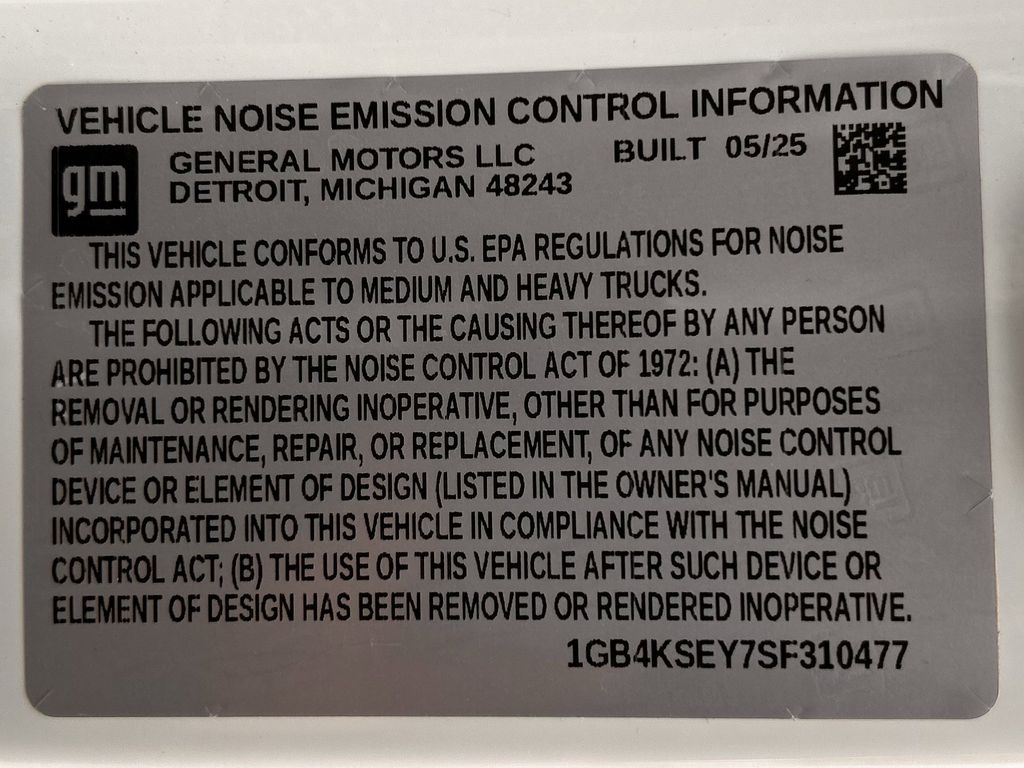 VEHICLE NOISE EMISSION CONTROL INFORMATION
gm
GENERAL MOTORS LLC BUILT 05/25
DETROIT, MICHIGAN 48243
THIS VEHICLE CONFORMS TO U.S. EPA REGULATIONS FOR NOISE
EMISSION APPLICABLE TO MEDIUM AND HEAVY TRUCKS.
THE FOLLOWING ACTS OR THE CAUSING THEREOF BY ANY PERSON
ARE PROHIBITED BY THE NOISE CONTROL ACT OF 1972: (A) THE
REMOVAL OR RENDERING INOPERATIVE, OTHER THAN FOR PURPOSES
OF MAINTENANCE, REPAIR, OR REPLACEMENT, OF ANY NOISE CONTROL
DEVICE OR ELEMENT OF DESIGN (LISTED IN THE OWNER'S MANUAL)
INCORPORATED INTO THIS VEHICLE IN COMPLIANCE WITH THE NOISE
CONTROL ACT; (B) THE USE OF THIS VEHICLE AFTER SUCH DEVICE OR
ELEMENT OF DESIGN HAS BEEN REMOVED OR RENDERED INOPERATIVE.
1GB4KSEY7SF310477